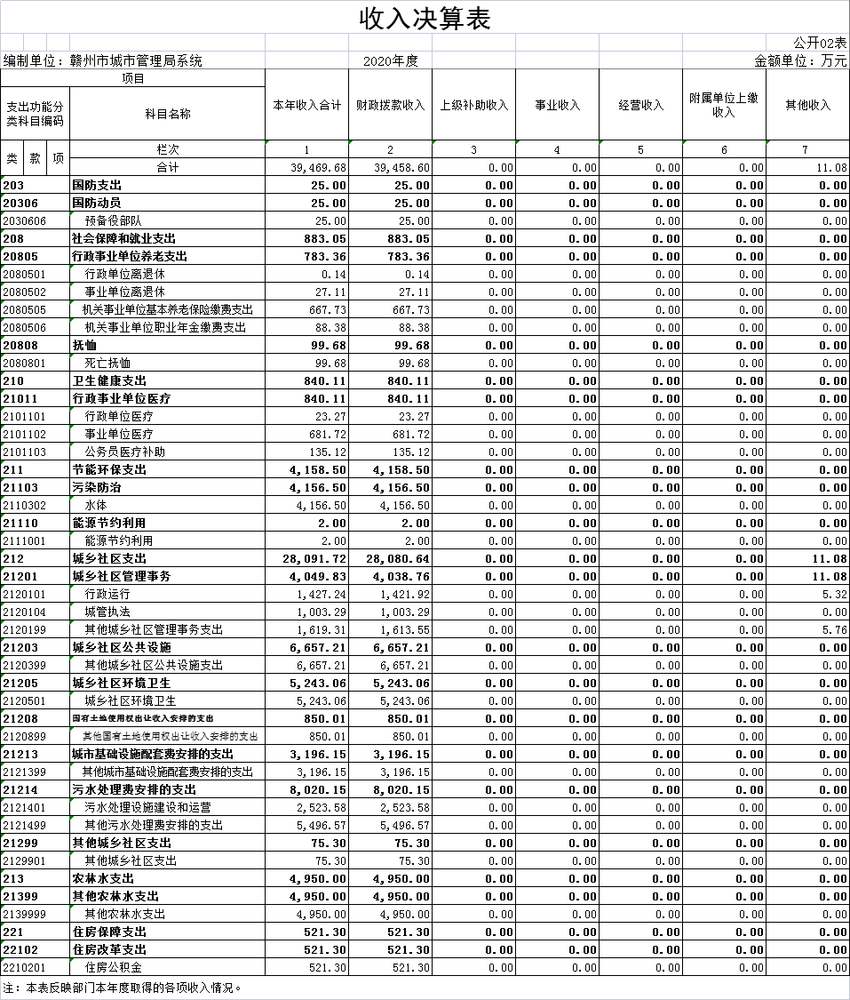 收入决算表
公开02表
编制单位：赣州市城市管理局系统 2020年度 金额单位：万元
项目 本年收入合计 财政拨款收入 上级补助收入 事业收入 经营收入 附属单位上缴收入 其他收入
支出功能分类科目编码 科目名称
类 款 项 栏次 1 2 3 4 5 6 7
合计 39,469.68 39,458.60 0.00 0.00 0.00 0.00 11.08
203 国防支出 25.00 25.00 0.00 0.00 0.00 0.00 0.00
20306 国防动员 25.00 25.00 0.00 0.00 0.00 0.00 0.00
2030606 预备役部队 25.00 25.00 0.00 0.00 0.00 0.00 0.00
208 社会保障和就业支出 883.05 883.05 0.00 0.00 0.00 0.00 0.00
20805 行政事业单位养老支出 783.36 783.36 0.00 0.00 0.00 0.00 0.00
2080501 行政单位离退休 0.14 0.14 0.00 0.00 0.00 0.00 0.00
2080502 事业单位离退休 27.11 27.11 0.00 0.00 0.00 0.00 0.00
2080505 机关事业单位基本养老保险缴费支出 667.73 667.73 0.00 0.00 0.00 0.00 0.00
2080506 机关事业单位职业年金缴费支出 88.38 88.38 0.00 0.00 0.00 0.00 0.00
20808 抚恤 99.68 99.68 0.00 0.00 0.00 0.00 0.00
2080801 死亡抚恤 99.68 99.68 0.00 0.00 0.00 0.00 0.00
210 卫生健康支出 840.11 840.11 0.00 0.00 0.00 0.00 0.00
21011 行政事业单位医疗 840.11 840.11 0.00 0.00 0.00 0.00 0.00
2101101 行政单位医疗 23.27 23.27 0.00 0.00 0.00 0.00 0.00
2101102 事业单位医疗 681.72 681.72 0.00 0.00 0.00 0.00 0.00
2101103 公务员医疗补助 135.12 135.12 0.00 0.00 0.00 0.00 0.00
211 节能环保支出 4,158.50 4,158.50 0.00 0.00 0.00 0.00 0.00
21103 污染防治 4,156.50 4,156.50 0.00 0.00 0.00 0.00 0.00
2110302 水体 4,156.50 4,156.50 0.00 0.00 0.00 0.00 0.00
21110 能源节约利用 2.00 2.00 0.00 0.00 0.00 0.00 0.00
2111001 能源节约利用 2.00 2.00 0.00 0.00 0.00 0.00 0.00
212 城乡社区支出 28,091.72 28,080.64 0.00 0.00 0.00 0.00 11.08
21201 城乡社区管理事务 4,049.83 4,038.76 0.00 0.00 0.00 0.00 11.08
2120101 行政运行 1,427.24 1,421.92 0.00 0.00 0.00 0.00 5.32
2120104 城管执法 1,003.29 1,003.29 0.00 0.00 0.00 0.00 0.00
2120199 其他城乡社区管理事务支出 1,619.31 1,613.55 0.00 0.00 0.00 0.00 5.76
21203 城乡社区公共设施 6,657.21 6,657.21 0.00 0.00 0.00 0.00 0.00
2120399 其他城乡社区公共设施支出 6,657.21 6,657.21 0.00 0.00 0.00 0.00 0.00
21205 城乡社区环境卫生 5,243.06 5,243.06 0.00 0.00 0.00 0.00 0.00
2120501 城乡社区环境卫生 5,243.06 5,243.06 0.00 0.00 0.00 0.00 0.00
21208 国有土地使用权出让收入安排的支出 850.01 850.01 0.00 0.00 0.00 0.00 0.00
2120899 其他国有土地使用权出让收入安排的支出 850.01 850.01 0.00 0.00 0.00 0.00 0.00
21213 城市基础设施配套费安排的支出 3,196.15 3,196.15 0.00 0.00 0.00 0.00 0.00
2121399 其他城市基础设施配套费安排的支出 3,196.15 3,196.15 0.00 0.00 0.00 0.00 0.00
21214 污水处理费安排的支出 8,020.15 8,020.15 0.00 0.00 0.00 0.00 0.00
2121401 污水处理设施建设和运营 2,523.58 2,523.58 0.00 0.00 0.00 0.00 0.00
2121499 其他污水处理费安排的支出 5,496.57 5,496.57 0.00 0.00 0.00 0.00 0.00
21299 其他城乡社区支出 75.30 75.30 0.00 0.00 0.00 0.00 0.00
2129901 其他城乡社区支出 75.30 75.30 0.00 0.00 0.00 0.00 0.00
213 农林水支出 4,950.00 4,950.00 0.00 0.00 0.00 0.00 0.00
21399 其他农林水支出 4,950.00 4,950.00 0.00 0.00 0.00 0.00 0.00
2139999 其他农林水支出 4,950.00 4,950.00 0.00 0.00 0.00 0.00 0.00
221 住房保障支出 521.30 521.30 0.00 0.00 0.00 0.00 0.00
22102 住房改革支出 521.30 521.30 0.00 0.00 0.00 0.00 0.00
2210201 住房公积金 521.30 521.30 0.00 0.00 0.00 0.00 0.00
注：本表反映部门本年度取得的各项收入情况。